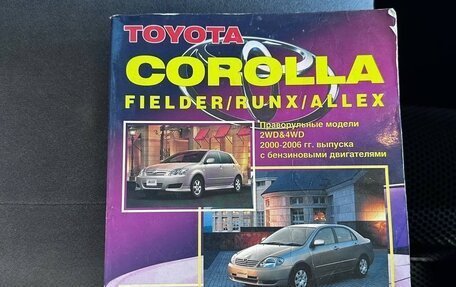 TOYOTA
COROLLA
FIELDER/RUNX/ALLEX
Праворульные модели
2WD&4WD
2000-2006 гг. выпуска
с бензиновыми двигателями